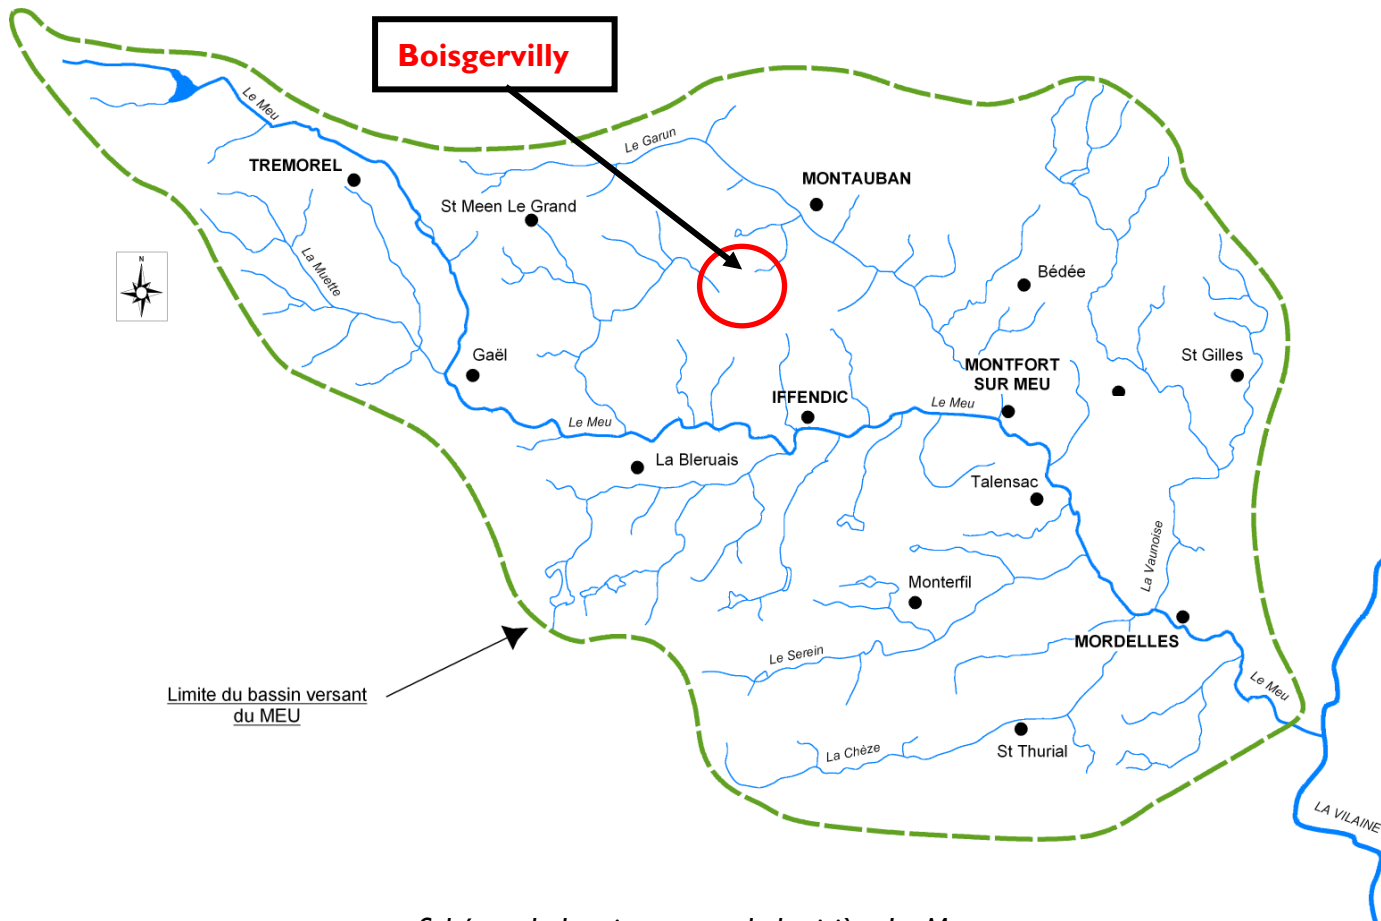 Boisgervilly
Le Meu
Le Garun
TREMOREL
MONTAUBAN
St Meen Le Grand
N
La Muette
Bédée
Gaël
St Gilles
MONTFORT
SUR MEU
IFFENDIC
Le Meu
Le Meu
La Bleruais
Talensac
La Vaunoise
Monterfil
Le Serein
MORDELLES
Limite du bassin versant
du MEU
Le Meu
La Chèze
St Thurial
LA VILAINE